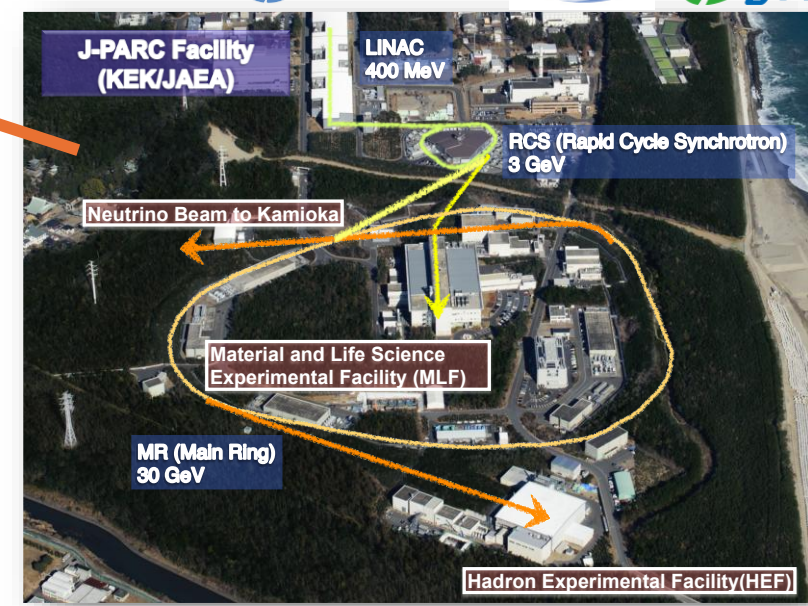 J-PARC Facility
(KEK/JAEA)
LINAC
400 MeV
RCS (Rapid Cycle Synchrotron)
3 GeV
Neutrino Beam to Kamioka
Material and Life Science
Experimental Facility (MLF)
MR (Main Ring)
30 GeV
Hadron Experimental Facility(HEF)